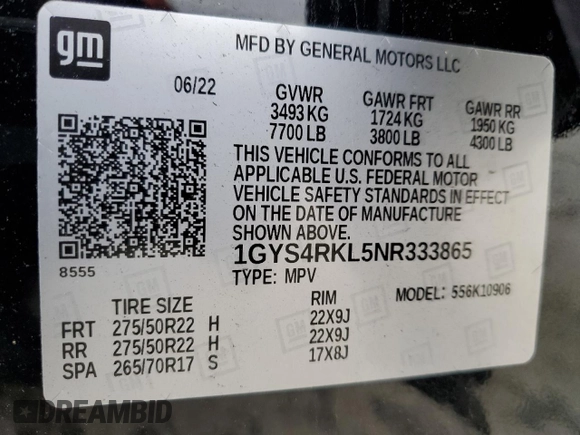 gm
MFD BY GENERAL MOTORS LLC
06/22
GVWR GAWR FRT GAWR RR
3493 KG 1724 KG 1950 KG
7700 LB 3800 LB 4300 LB
THIS VEHICLE CONFORMS TO ALL
APPLICABLE U.S. FEDERAL MOTOR
VEHICLE SAFETY STANDARDS IN EFFECT
ON THE DATE OF MANUFACTURE
SHOWN ABOVE.
8555
1GYS4RKL5NR333865
TYPE: MPV
MODEL: 556K10906
TIRE SIZE RIM
FRT 275/50R22 H 22X9J
RR 275/50R22 H 22X9J
SPA 265/70R17 S 17X8J
DREAMBID